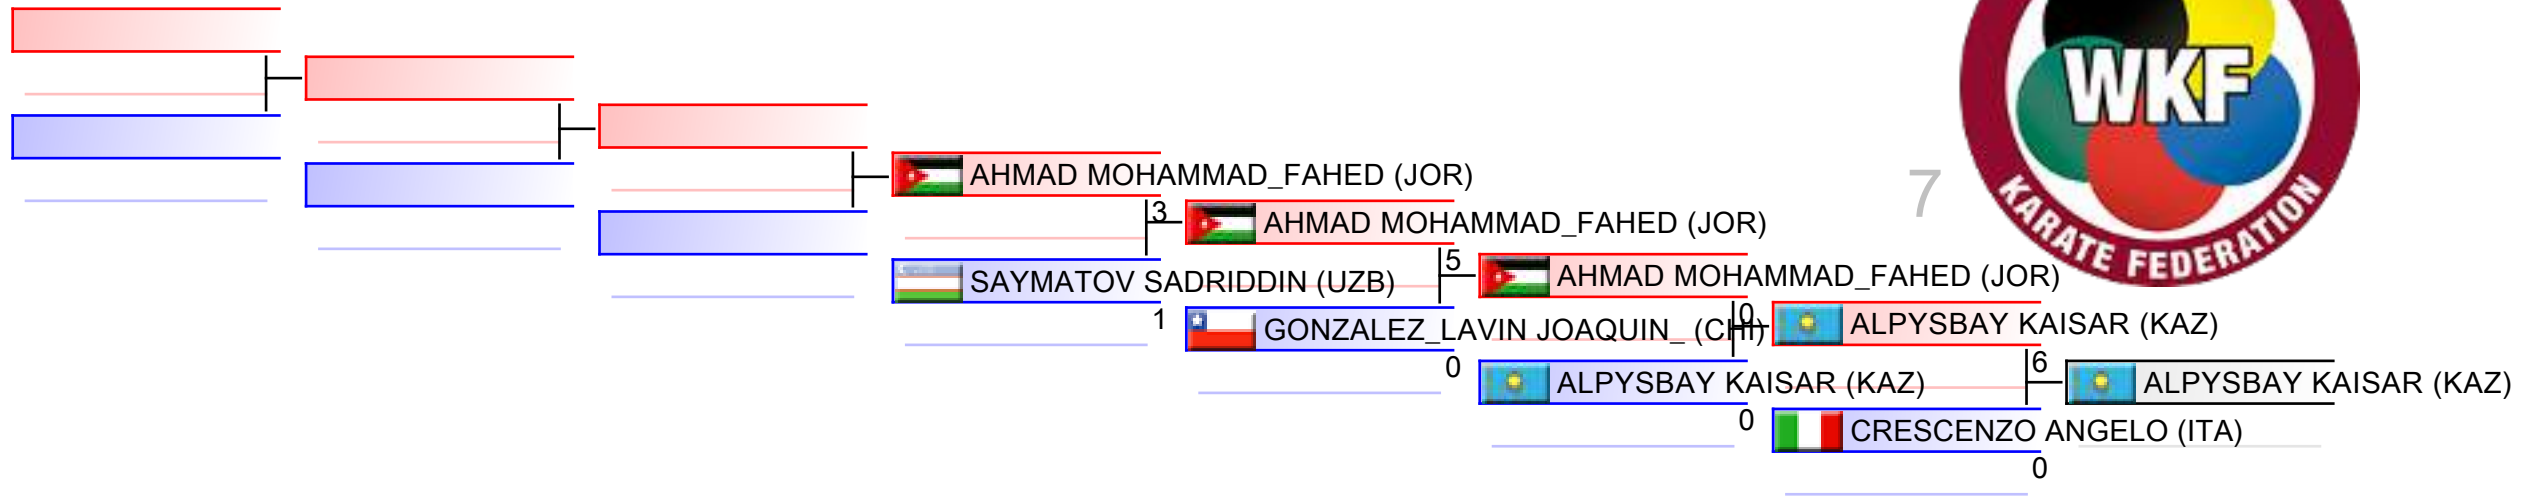 WKF
KARATE FEDERATION
7
AHMAD MOHAMMAD_FAHED (JOR)
3
AHMAD MOHAMMAD_FAHED (JOR)
SAYMATOV SADRIDDIN (UZB)
1
5
AHMAD MOHAMMAD_FAHED (JOR)
GONZALEZ_LAVIN JOAQUIN_ (CHI)
0
0
ALPYSBAY KAISAR (KAZ)
ALPYSBAY KAISAR (KAZ)
0
6
ALPYSBAY KAISAR (KAZ)
CRESCENZO ANGELO (ITA)
0